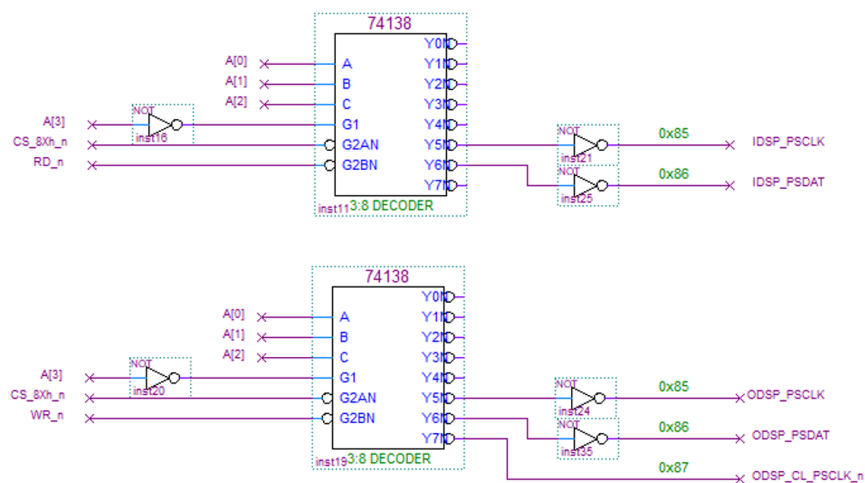 74138
Y0N
A[0] A Y1N
A[1] B Y2N
A[2] C Y3N
A[3] NOT inst16 G1 Y4N
CS_8Xh_n G2AN Y5N NOT inst21 0x85 IDSP_PSCLK
RD_n G2BN Y6N NOT inst25 0x86 IDSP_PSDAT
Y7N
inst11 3:8 DECODER
74138
Y0N
A[0] A Y1N
A[1] B Y2N
A[2] C Y3N
A[3] NOT inst20 G1 Y4N
CS_8Xh_n G2AN Y5N NOT inst24 0x85 ODSP_PSCLK
WR_n G2BN Y6N NOT inst35 0x86 ODSP_PSDAT
Y7N 0x87 ODSP_CL_PSCLK_n
inst19 3:8 DECODER